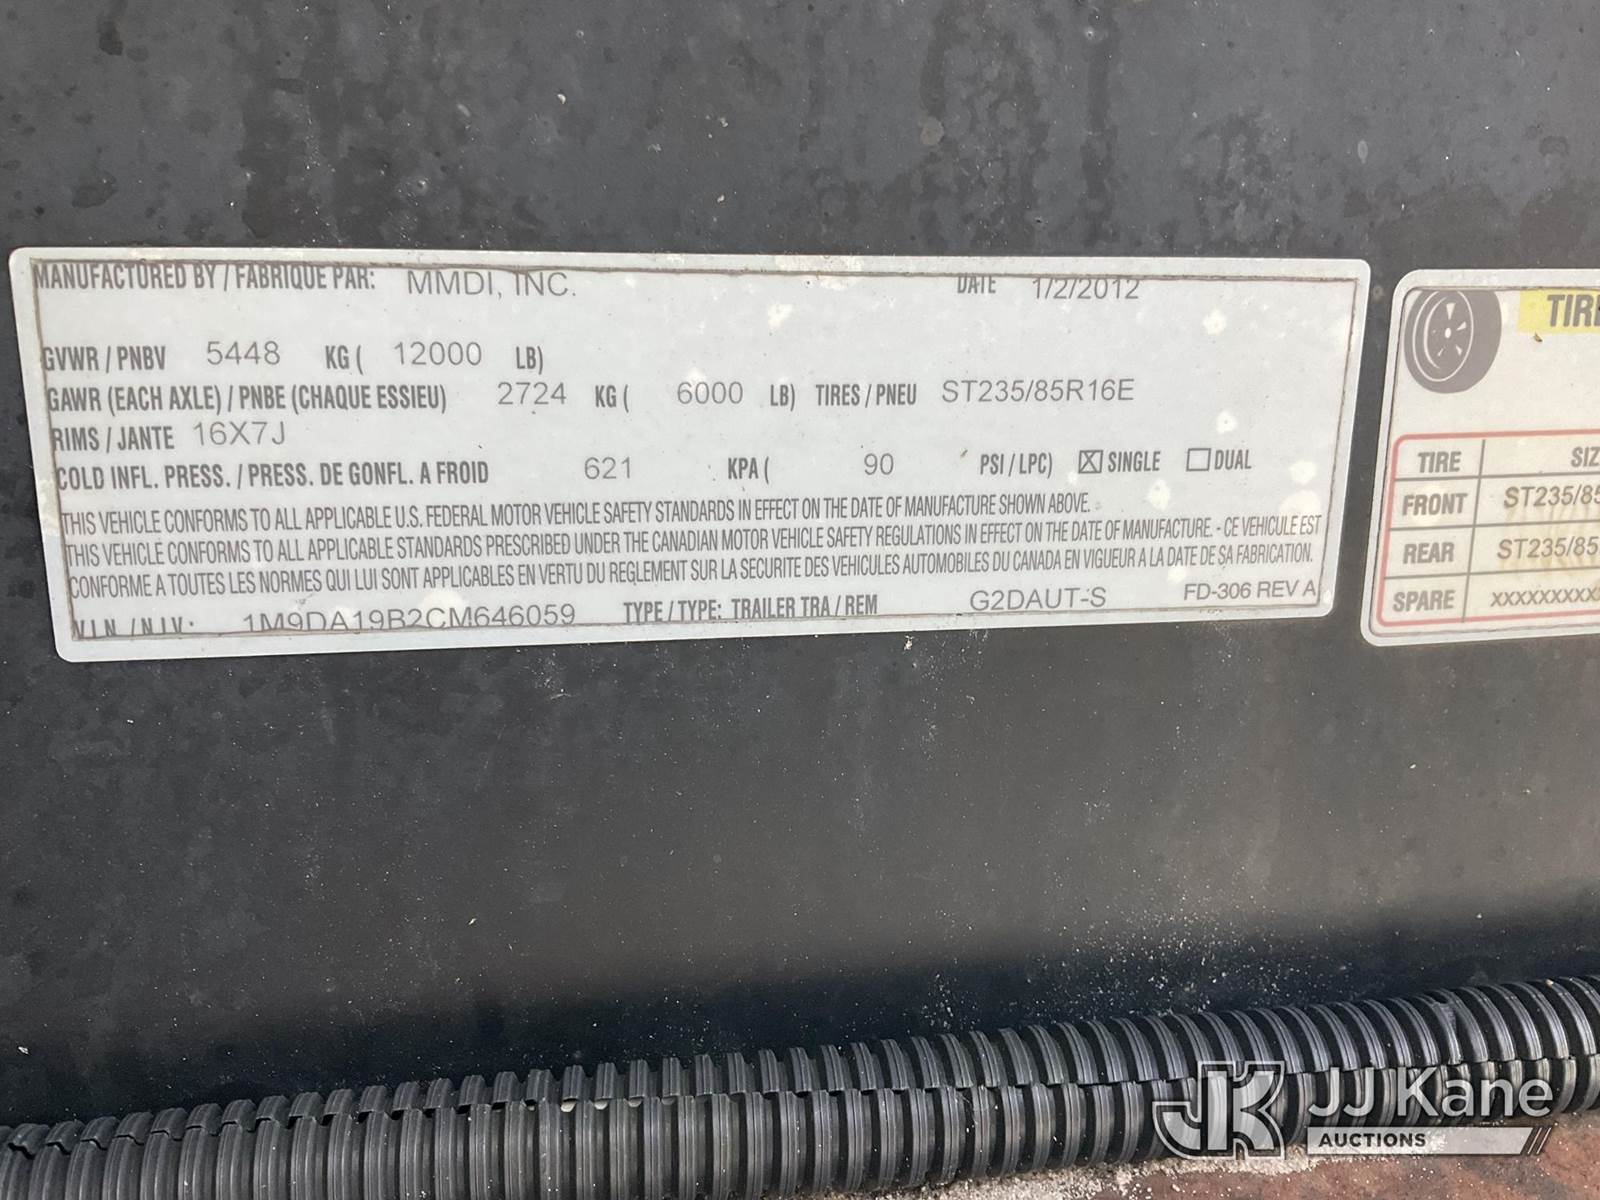 MANUFACTURED BY / FABRIQUE PAR: MMDI, INC. DATE 1/2/2012
GVWR / PNBV 5448 KG ( 12000 LB)
GAWR (EACH AXLE) / PNBE (CHAQUE ESSIEU) 2724 KG ( 6000 LB) TIRES / PNEU ST235/85R16E
RIMS / JANTE 16X7J
COLD INFL. PRESS. / PRESS. DE GONFL. A FROID 621 KPA ( 90 PSI / LPC) ☒ SINGLE ☐ DUAL
THIS VEHICLE CONFORMS TO ALL APPLICABLE U.S. FEDERAL MOTOR VEHICLE SAFETY STANDARDS IN EFFECT ON THE DATE OF MANUFACTURE SHOWN ABOVE.
THIS VEHICLE CONFORMS TO ALL APPLICABLE STANDARDS PRESCRIBED UNDER THE CANADIAN MOTOR VEHICLE SAFETY REGULATIONS IN EFFECT ON THE DATE OF MANUFACTURE. - CE VEHICULE EST
CONFORME A TOUTES LES NORMES QUI LUI SONT APPLICABLES EN VERTU DU REGLEMENT SUR LA SECURITE DES VEHICULES AUTOMOBILES DU CANADA EN VIGUEUR A LA DATE DE SA FABRICATION.
V.I.N. / N.I.V.: 1M9DA19B2CM646059 TYPE / TYPE: TRAILER TRA / REM G2DAUT-S FD-306 REV A
TIRE
TIRE SIZ
FRONT ST235/85
REAR ST235/85
SPARE XXXXXXXXXX
JK JJ Kane
AUCTIONS